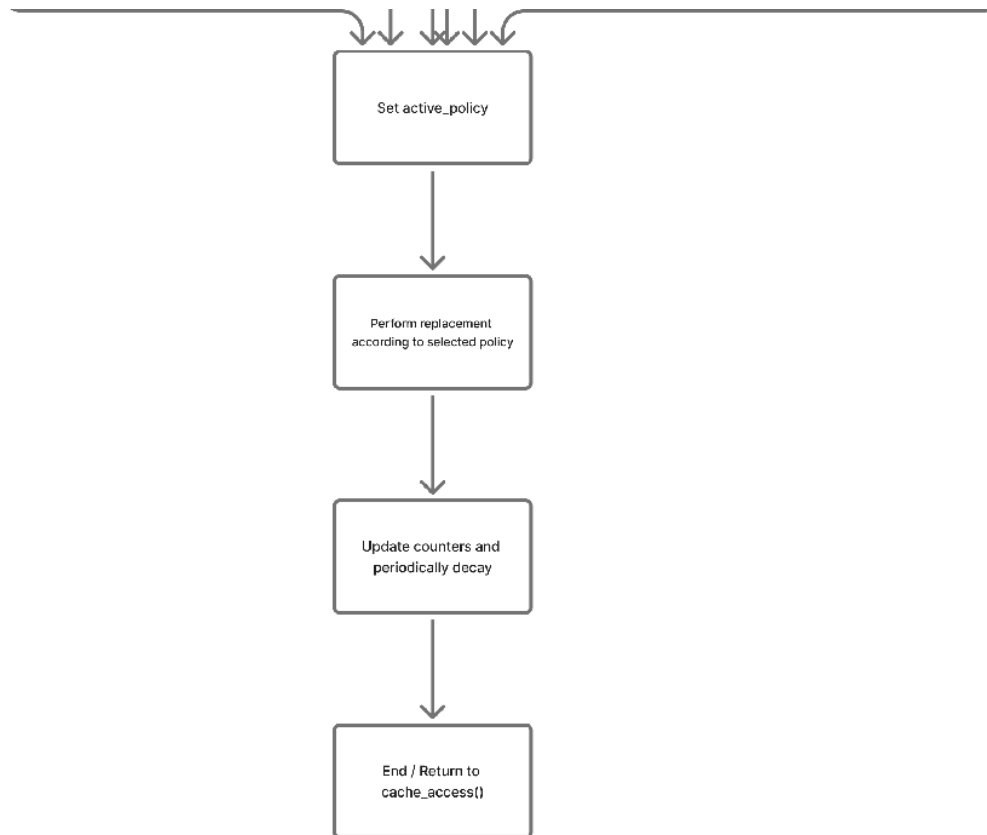 Set active_policy
Perform replacement
according to selected policy
Update counters and
periodically decay
End / Return to
cache_access()